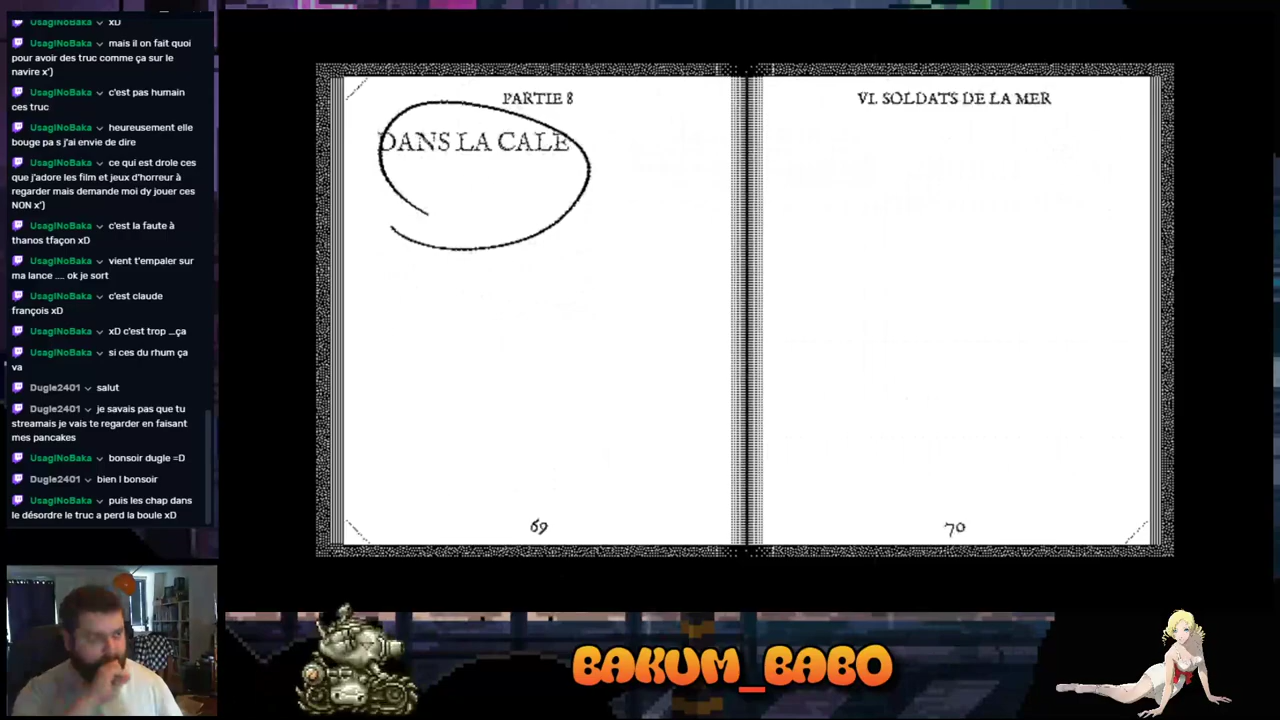 UsagINoBaka xD
UsagINoBaka mais il on fait quoi
pour avoir des truc comme ça sur le
navire x')
UsagINoBaka c'est pas humain
ces truc
UsagINoBaka heureusement elle
bouge pa s j'ai envie de dire
UsagINoBaka ce qui est drole ces
que j'adore les film et jeux d'horreur à
regarder mais demande moi dy jouer ces
NON x')
UsagINoBaka c'est la faute à
thanos tfaçon xD
UsagINoBaka vient t'empaler sur
ma lance .... ok je sort
UsagINoBaka c'est claude
françois xD
UsagINoBaka xD c'est trop _ça
UsagINoBaka si ces du rhum ça
va
Dugle2401 salut
Dugle2401 je savais pas que tu
streamais je vais te regarder en faisant
mes pancakes
UsagINoBaka bonsoir dugle =D
Dugle2401 bien l bonsoir
UsagINoBaka puis les chap dans
le désordre le truc a perd la boule xD
PARTIE 8
DANS LA CALE
69
VI. SOLDATS DE LA MER
70
BAKUM_BABO